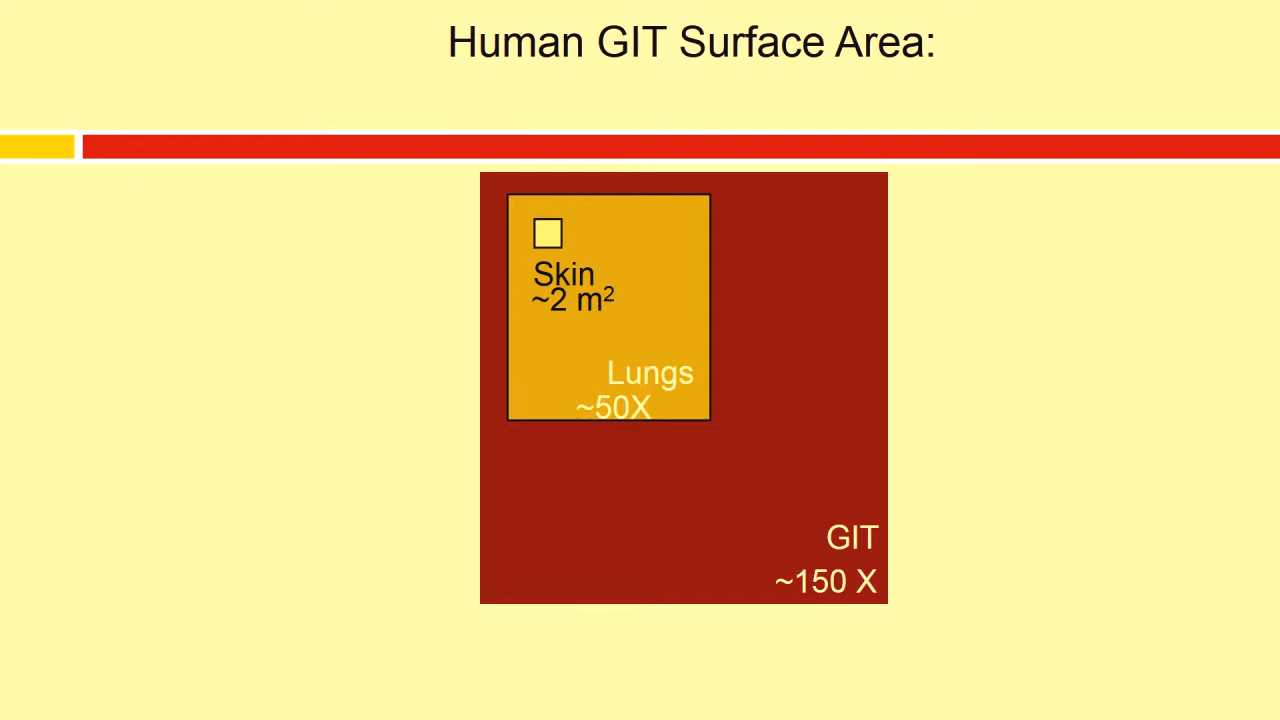 Human GIT Surface Area:
Skin
~2 m²
Lungs
~50X
GIT
~150 X